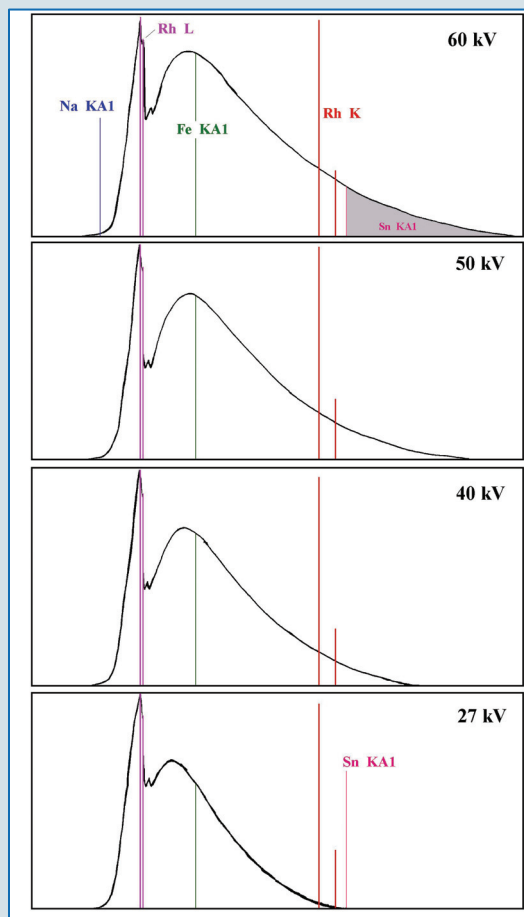 Rh L
60 kV
Na KA1
Fe KA1
Rh K
Sn KA1
50 kV
40 kV
27 kV
Sn KA1